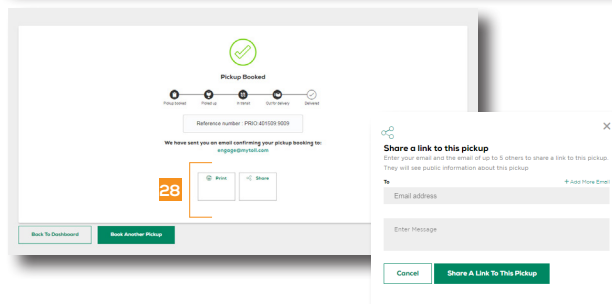 Pickup Booked
Pickup booked Picked up In transit Out for delivery Delivered
Reference number : PRIO-401509-9009
We have sent you an email confirming your pickup booking to:
engage@mytoll.com
28
Print Share
Back To Dashboard Book Another Pickup
Share a link to this pickup
Enter your email and the email of up to 5 others to share a link to this pickup.
They will see public information about this pickup
To + Add More Email
Email address
Enter Message
Cancel Share A Link To This Pickup